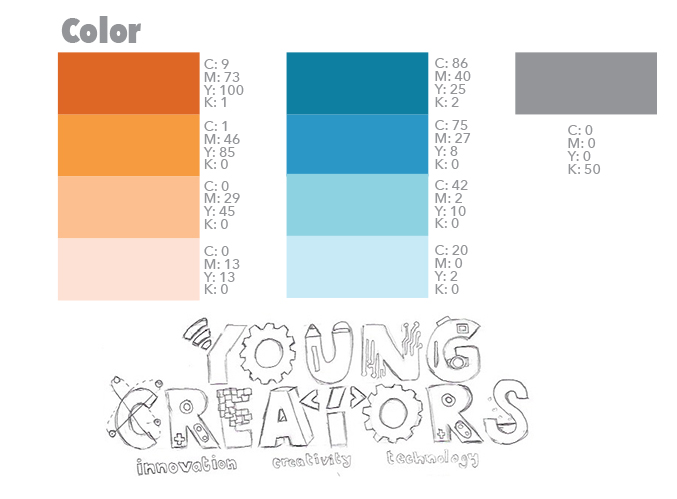 Color
C: 9
M: 73
Y: 100
K: 1
C: 1
M: 46
Y: 85
K: 0
C: 0
M: 29
Y: 45
K: 0
C: 0
M: 13
Y: 13
K: 0
C: 86
M: 40
Y: 25
K: 2
C: 75
M: 27
Y: 8
K: 0
C: 42
M: 2
Y: 10
K: 0
C: 20
M: 0
Y: 2
K: 0
C: 0
M: 0
Y: 0
K: 50
YOUNG
CREATORS
innovation creativity technology